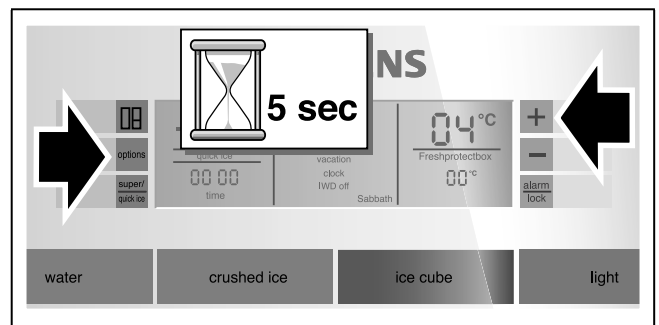 NS
5 sec
options
super/
quick ice
quick ice
00 00
time
vacation
clock
IWD off
Sabbath
04 °C
Freshprotectbox
00 °C
+
−
alarm
lock
water
crushed ice
ice cube
light